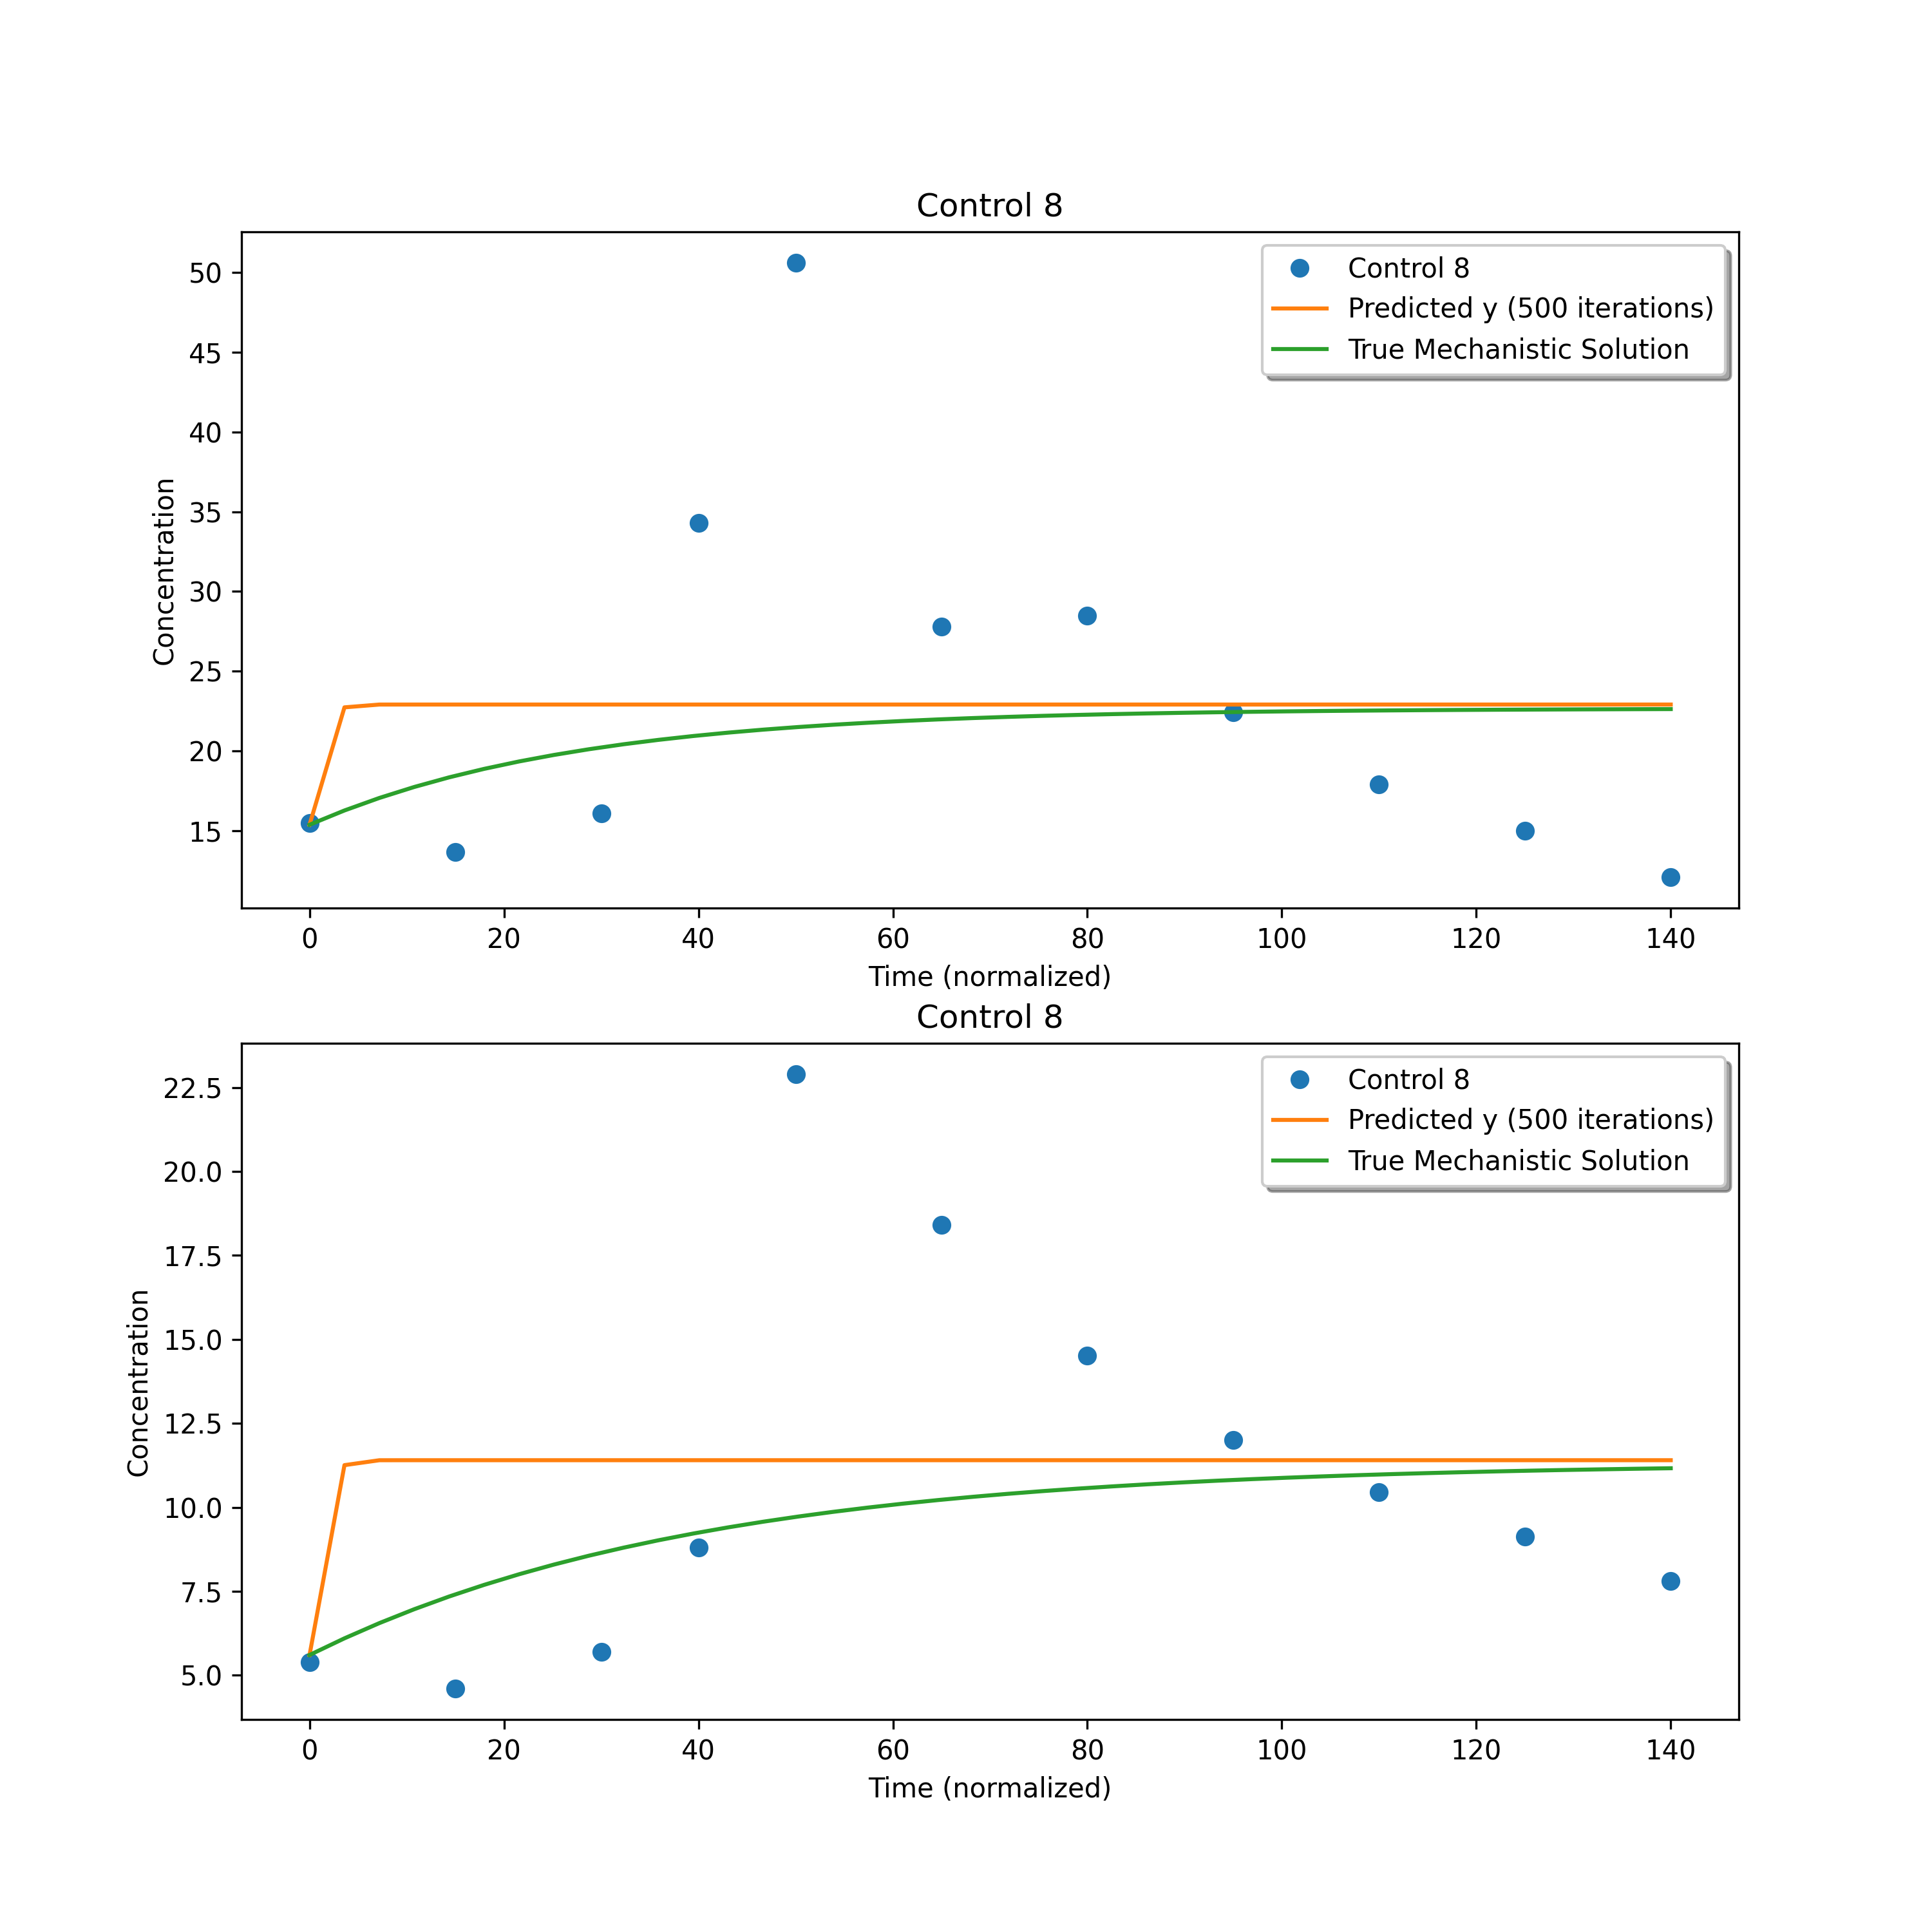 Control 8
50
45
40
35
30
25
20
15
Concentration
Control 8
Predicted y (500 iterations)
True Mechanistic Solution
0 20 40 60 80 100 120 140
Time (normalized)
Control 8
22.5
20.0
17.5
15.0
12.5
10.0
7.5
5.0
Concentration
Control 8
Predicted y (500 iterations)
True Mechanistic Solution
0 20 40 60 80 100 120 140
Time (normalized)